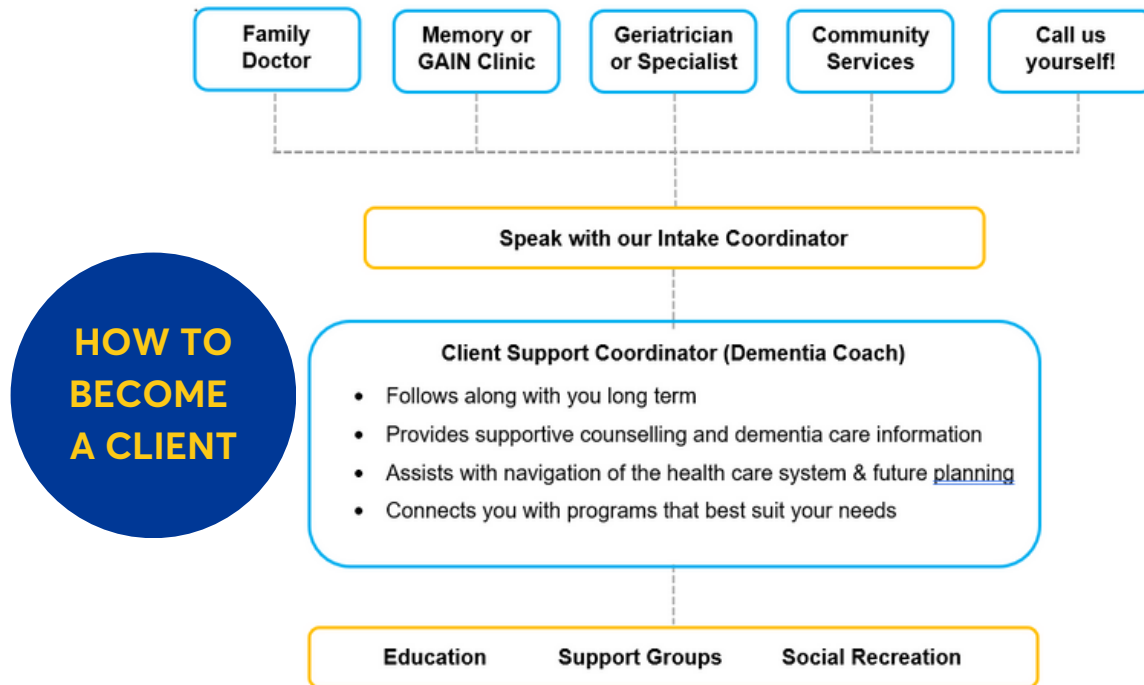 Family
Doctor
Memory or
GAIN Clinic
Geriatrician
or Specialist
Community
Services
Call us
yourself!
Speak with our Intake Coordinator
HOW TO
BECOME
A CLIENT
Client Support Coordinator (Dementia Coach)
• Follows along with you long term
• Provides supportive counselling and dementia care information
• Assists with navigation of the health care system & future planning
• Connects you with programs that best suit your needs
Education Support Groups Social Recreation